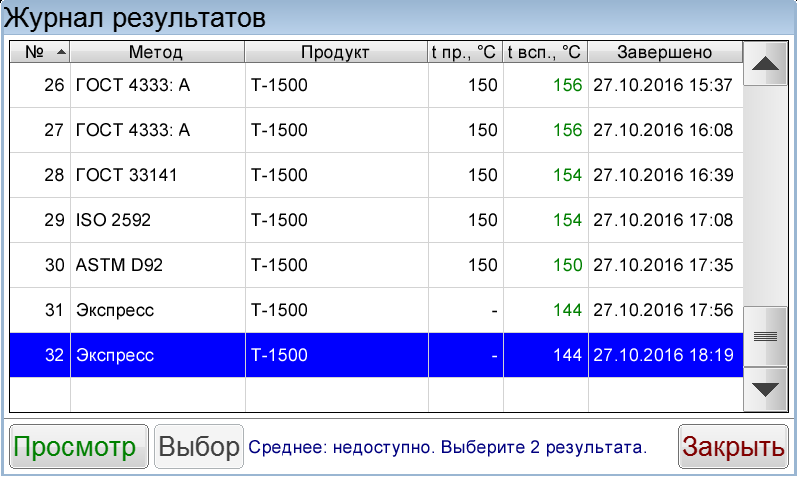 Журнал результатов
№ Метод Продукт t пр., °C t всп., °C Завершено
26 ГОСТ 4333: А Т-1500 150 156 27.10.2016 15:37
27 ГОСТ 4333: А Т-1500 150 156 27.10.2016 16:08
28 ГОСТ 33141 Т-1500 150 154 27.10.2016 16:39
29 ISO 2592 Т-1500 150 154 27.10.2016 17:08
30 ASTM D92 Т-1500 150 150 27.10.2016 17:35
31 Экспресс Т-1500 - 144 27.10.2016 17:56
32 Экспресс Т-1500 - 144 27.10.2016 18:19
Просмотр Выбор Среднее: недоступно. Выберите 2 результата. Закрыть